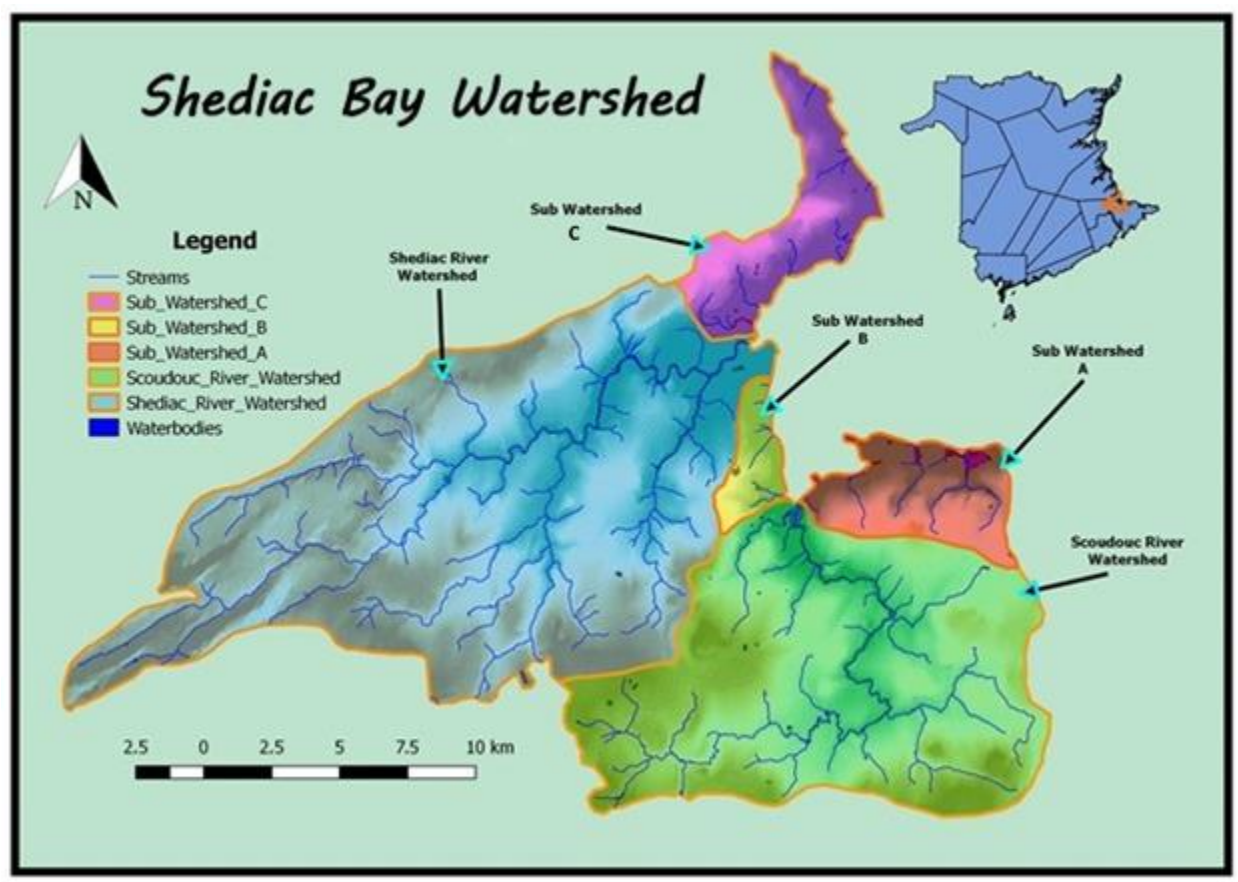 Shediac Bay Watershed
N
Legend
Streams
Sub_Watershed_C
Sub_Watershed_B
Sub_Watershed_A
Scoudouc_River_Watershed
Shediac_River_Watershed
Waterbodies
Sub Watershed
C
Shediac River
Watershed
Sub Watershed
B
Sub Watershed
A
Scoudouc River
Watershed
2.5 0 2.5 5 7.5 10 km